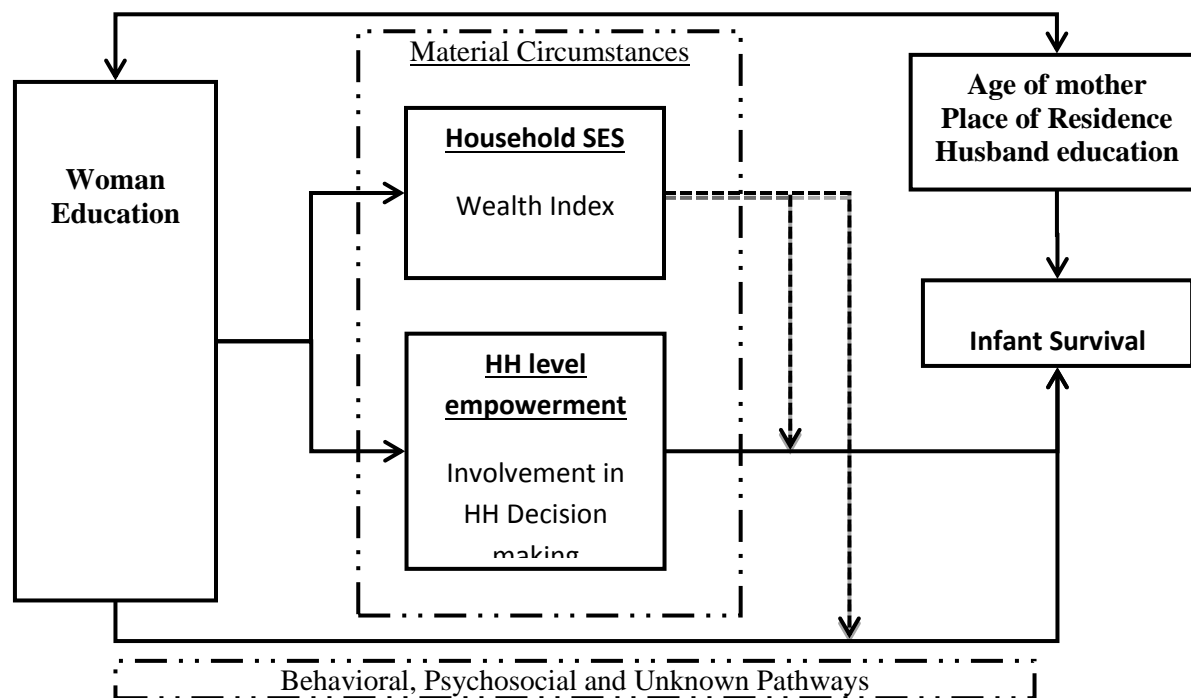 Material Circumstances
Woman
Education
Household SES
Wealth Index
HH level
empowerment
Involvement in
HH Decision
making
Age of mother
Place of Residence
Husband education
Infant Survival
Behavioral, Psychosocial and Unknown Pathways